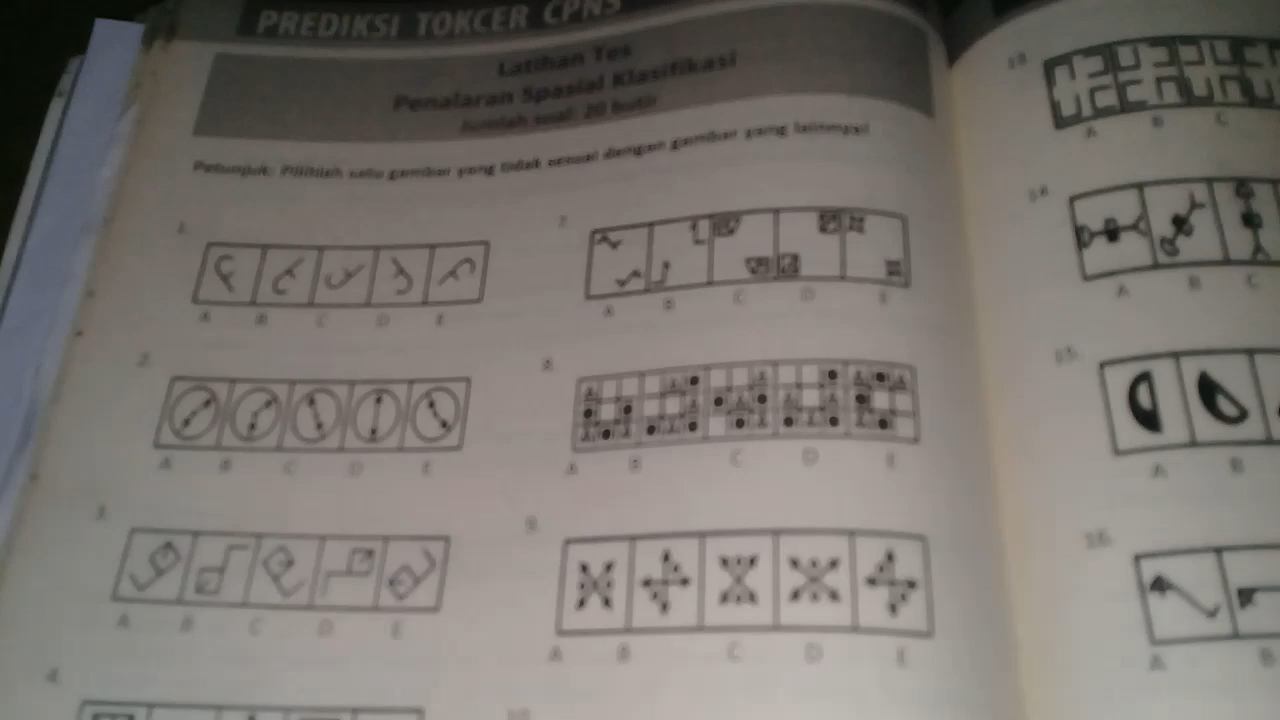 PREDIKSI TOKCER CPNS
Latihan Tes
Penalaran Spasial Klasifikasi
Jumlah soal: 20 butir
Petunjuk: Pilihlah satu gambar yang tidak sesuai dengan gambar yang lainnya!
1.
A B C D E
2.
A B C D E
3.
A B C D E
4.
7.
A B C D E
8.
A B C D E
9.
A B C D E
13.
A B C
14.
A B C
15.
A B
16.
A B